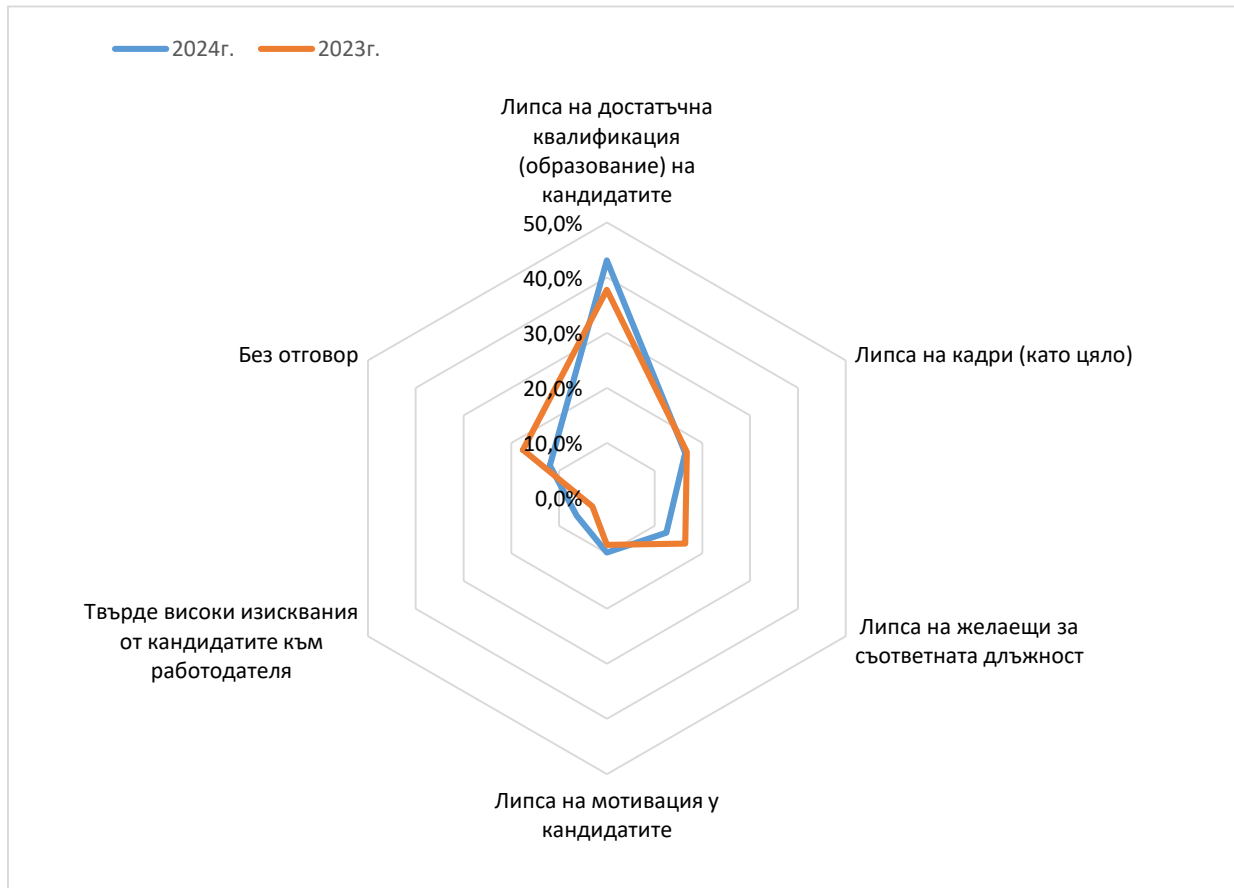 2024г.
2023г.
Липса на достатъчна
квалификация
(образование) на
кандидатите
50,0%
40,0%
30,0%
20,0%
10,0%
0,0%
Липса на кадри (като цяло)
Липса на желаещи за
съответната длъжност
Липса на мотивация у
кандидатите
Твърде високи изисквания
от кандидатите към
работодателя
Без отговор